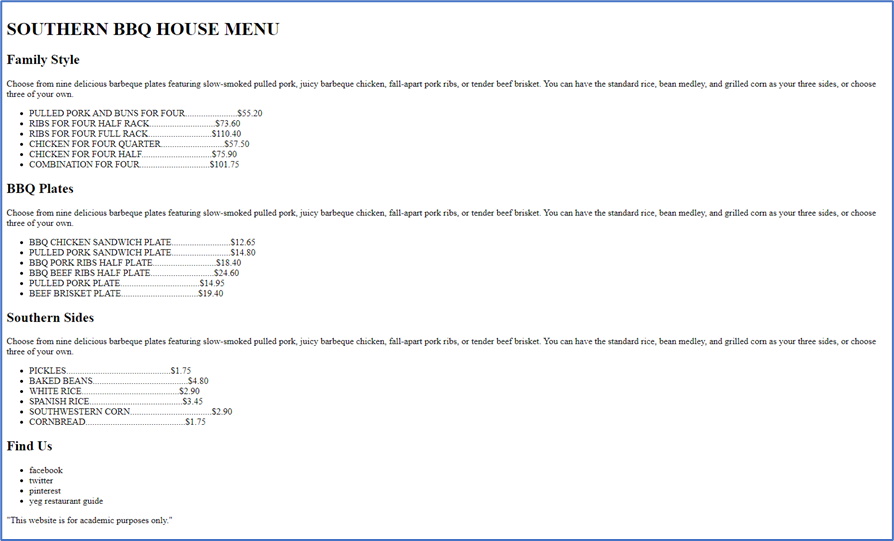 SOUTHERN BBQ HOUSE MENU
Family Style
Choose from nine delicious barbeque plates featuring slow-smoked pulled pork, juicy barbeque chicken, fall-apart pork ribs, or tender beef brisket. You can have the standard rice, bean medley, and grilled corn as your three sides, or choose
three of your own.
• PULLED PORK AND BUNS FOR FOUR........................$55.20
• RIBS FOR FOUR HALF RACK..............................$73.60
• RIBS FOR FOUR FULL RACK.............................$110.40
• CHICKEN FOR FOUR QUARTER.............................$57.50
• CHICKEN FOR FOUR HALF................................$75.90
• COMBINATION FOR FOUR................................$101.75
BBQ Plates
Choose from nine delicious barbeque plates featuring slow-smoked pulled pork, juicy barbeque chicken, fall-apart pork ribs, or tender beef brisket. You can have the standard rice, bean medley, and grilled corn as your three sides, or choose
three of your own.
• BBQ CHICKEN SANDWICH PLATE...........................$12.65
• PULLED PORK SANDWICH PLATE...........................$14.80
• BBQ PORK RIBS HALF PLATE.............................$18.40
• BBQ BEEF RIBS HALF PLATE.............................$24.60
• PULLED PORK PLATE....................................$14.95
• BEEF BRISKET PLATE...................................$19.40
Southern Sides
Choose from nine delicious barbeque plates featuring slow-smoked pulled pork, juicy barbeque chicken, fall-apart pork ribs, or tender beef brisket. You can have the standard rice, bean medley, and grilled corn as your three sides, or choose
three of your own.
• PICKLES...............................................$1.75
• BAKED BEANS...........................................$4.80
• WHITE RICE............................................$2.90
• SPANISH RICE..........................................$3.45
• SOUTHWESTERN CORN.....................................$2.90
• CORNBREAD.............................................$1.75
Find Us
• facebook
• twitter
• pinterest
• yeg restaurant guide
"This website is for academic purposes only."